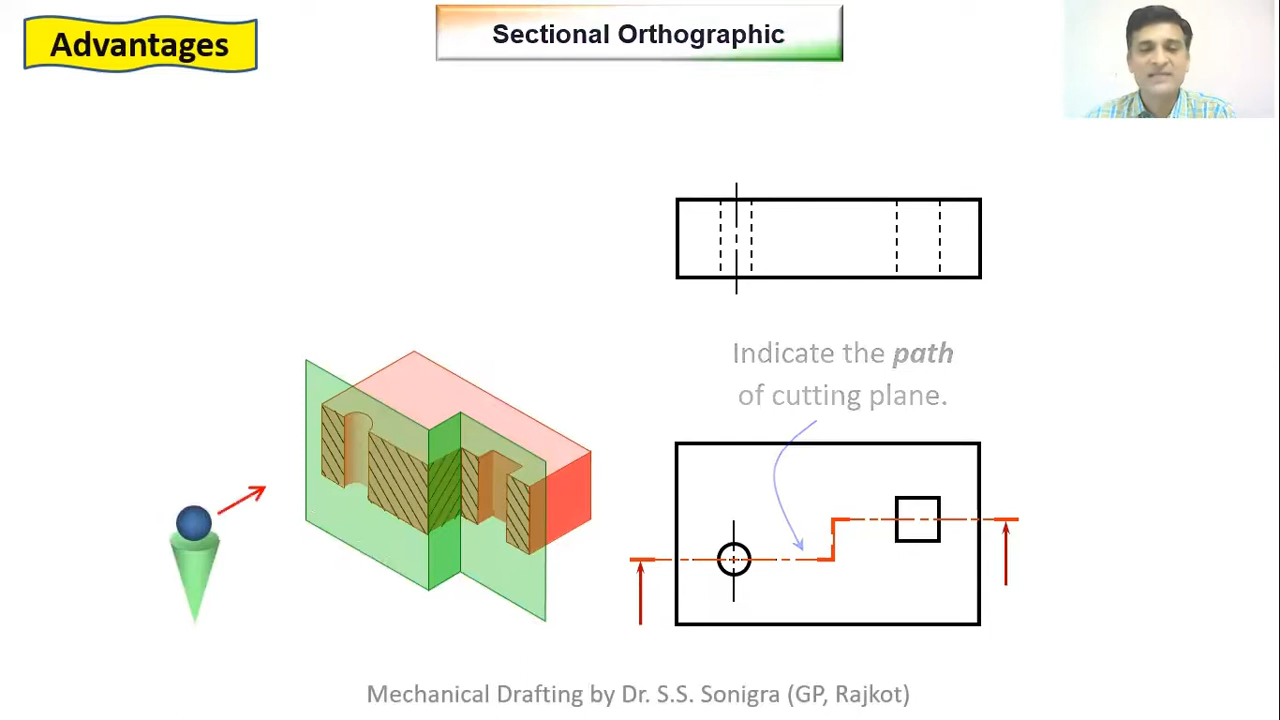 Advantages
Sectional Orthographic
Indicate the path
of cutting plane.
Mechanical Drafting by Dr. S.S. Sonigra (GP, Rajkot)